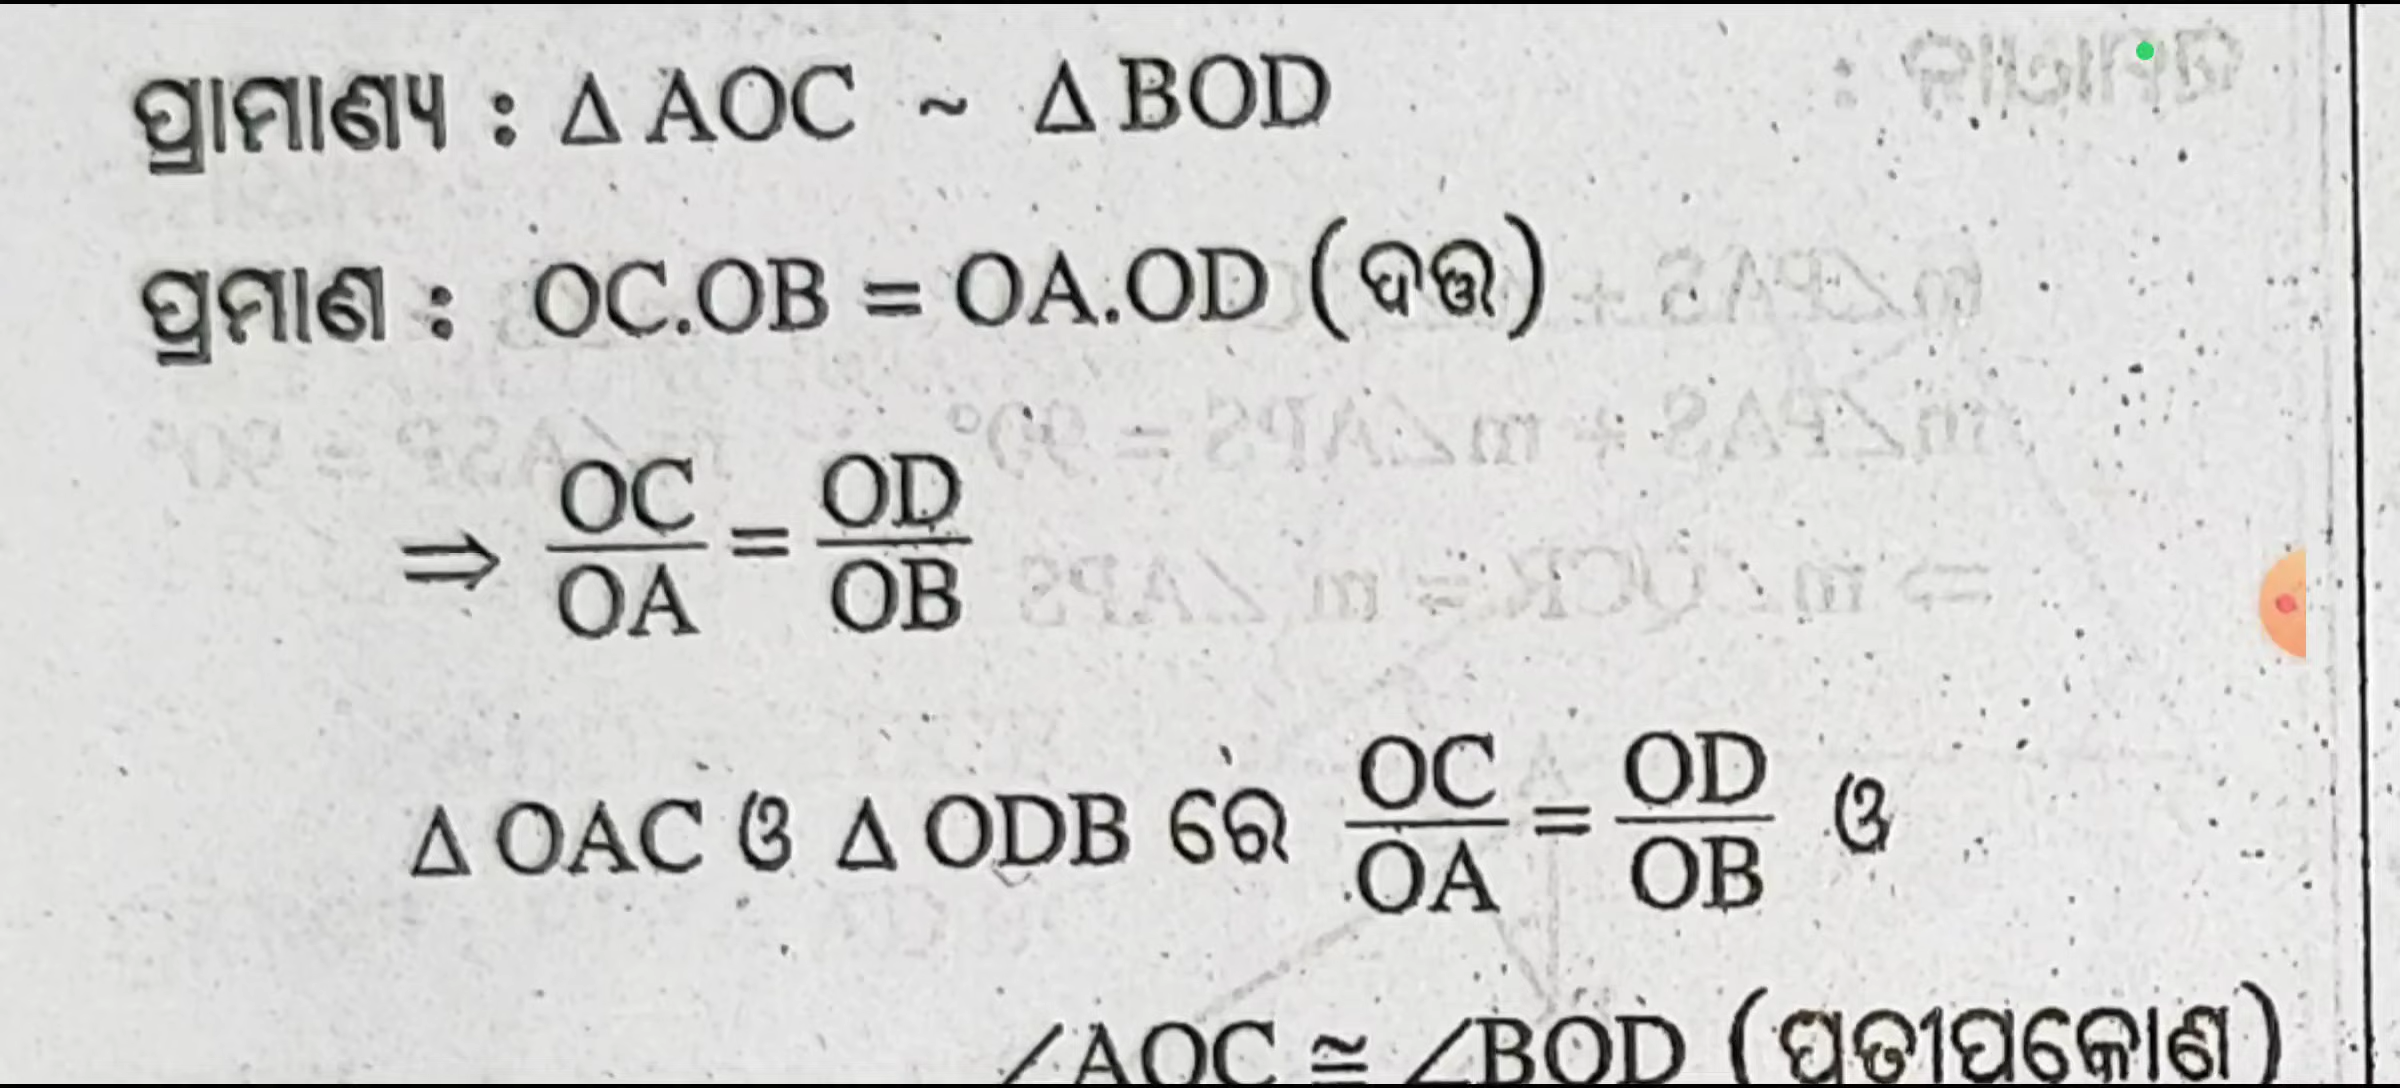 ପ୍ରାମାଣ୍ୟ : Δ AOC ~ Δ BOD
ପ୍ରମାଣ : OC.OB = OA.OD (ଦତ୍ତ)
⇒ OC/OA = OD/OB
Δ OAC ଓ Δ ODB ରେ OC/OA = OD/OB ଓ
∠AOC ≅ ∠BOD (ପ୍ରତୀପକୋଣ)